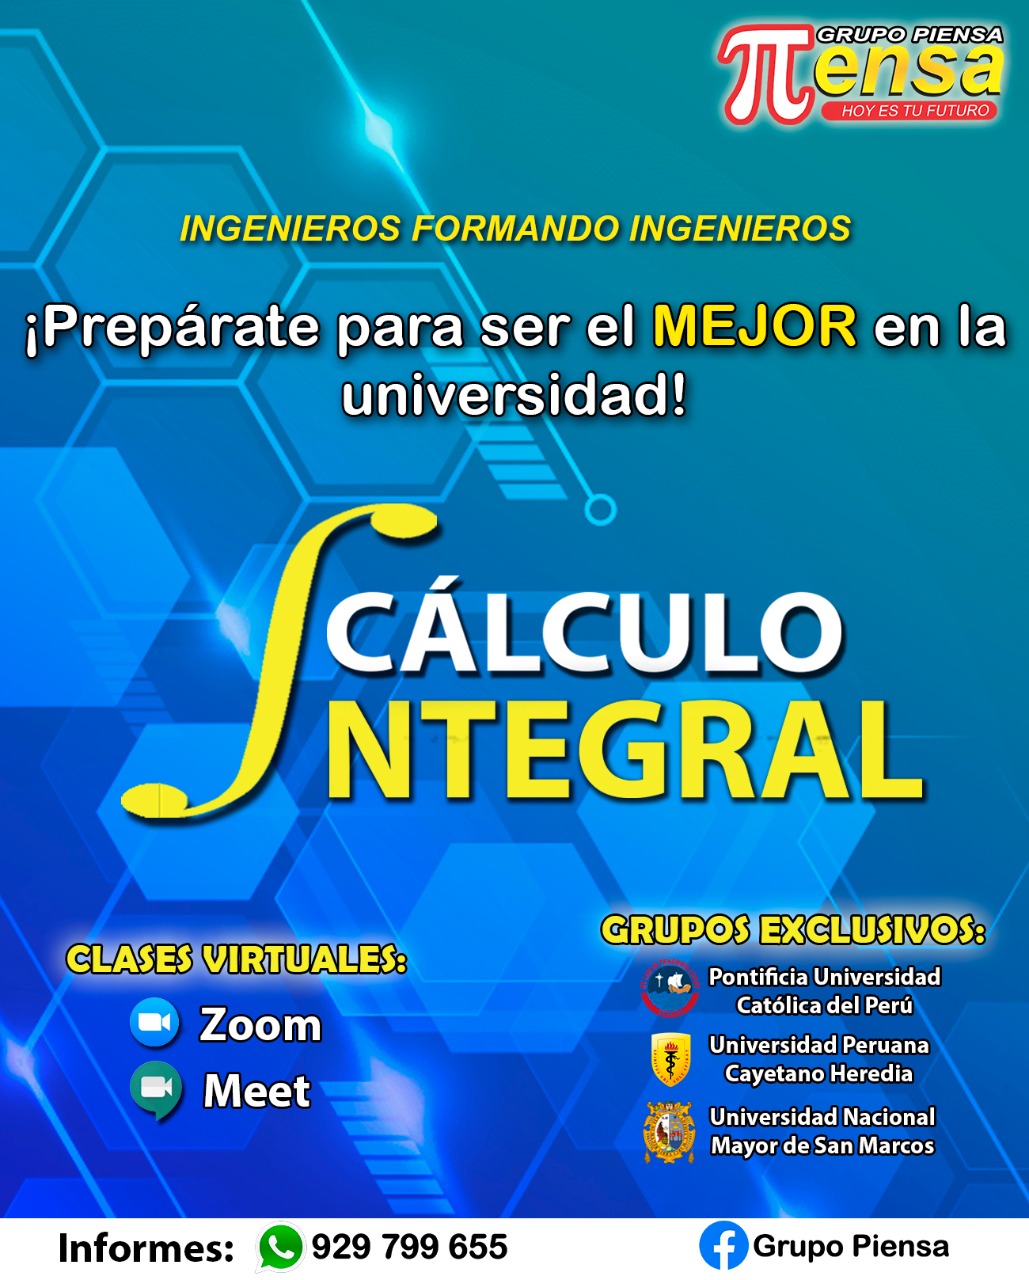 GRUPO PIENSA
πensa
HOY ES TU FUTURO
INGENIEROS FORMANDO INGENIEROS
¡Prepárate para ser el MEJOR en la
universidad!
CÁLCULO
∫NTEGRAL
CLASES VIRTUALES:
Zoom
Meet
GRUPOS EXCLUSIVOS:
Pontificia Universidad
Católica del Perú
Universidad Peruana
Cayetano Heredia
Universidad Nacional
Mayor de San Marcos
Informes: 929 799 655
Grupo Piensa